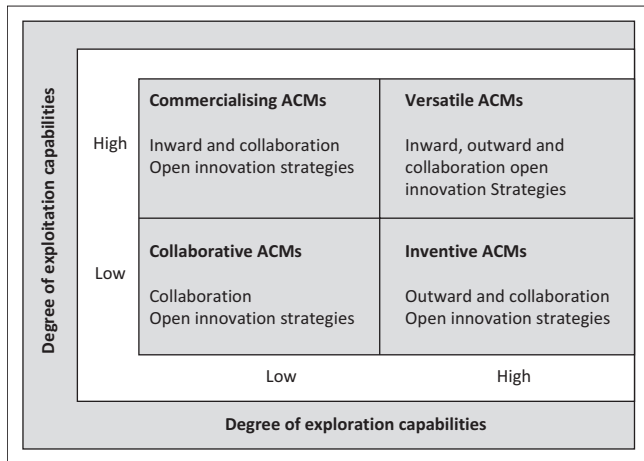 Degree of exploitation capabilities
High
Commercialising ACMs
Inward and collaboration
Open innovation strategies
Versatile ACMs
Inward, outward and
collaboration open
innovation Strategies
Low
Collaborative ACMs
Collaboration
Open innovation strategies
Inventive ACMs
Outward and collaboration
Open innovation strategies
Low
High
Degree of exploration capabilities